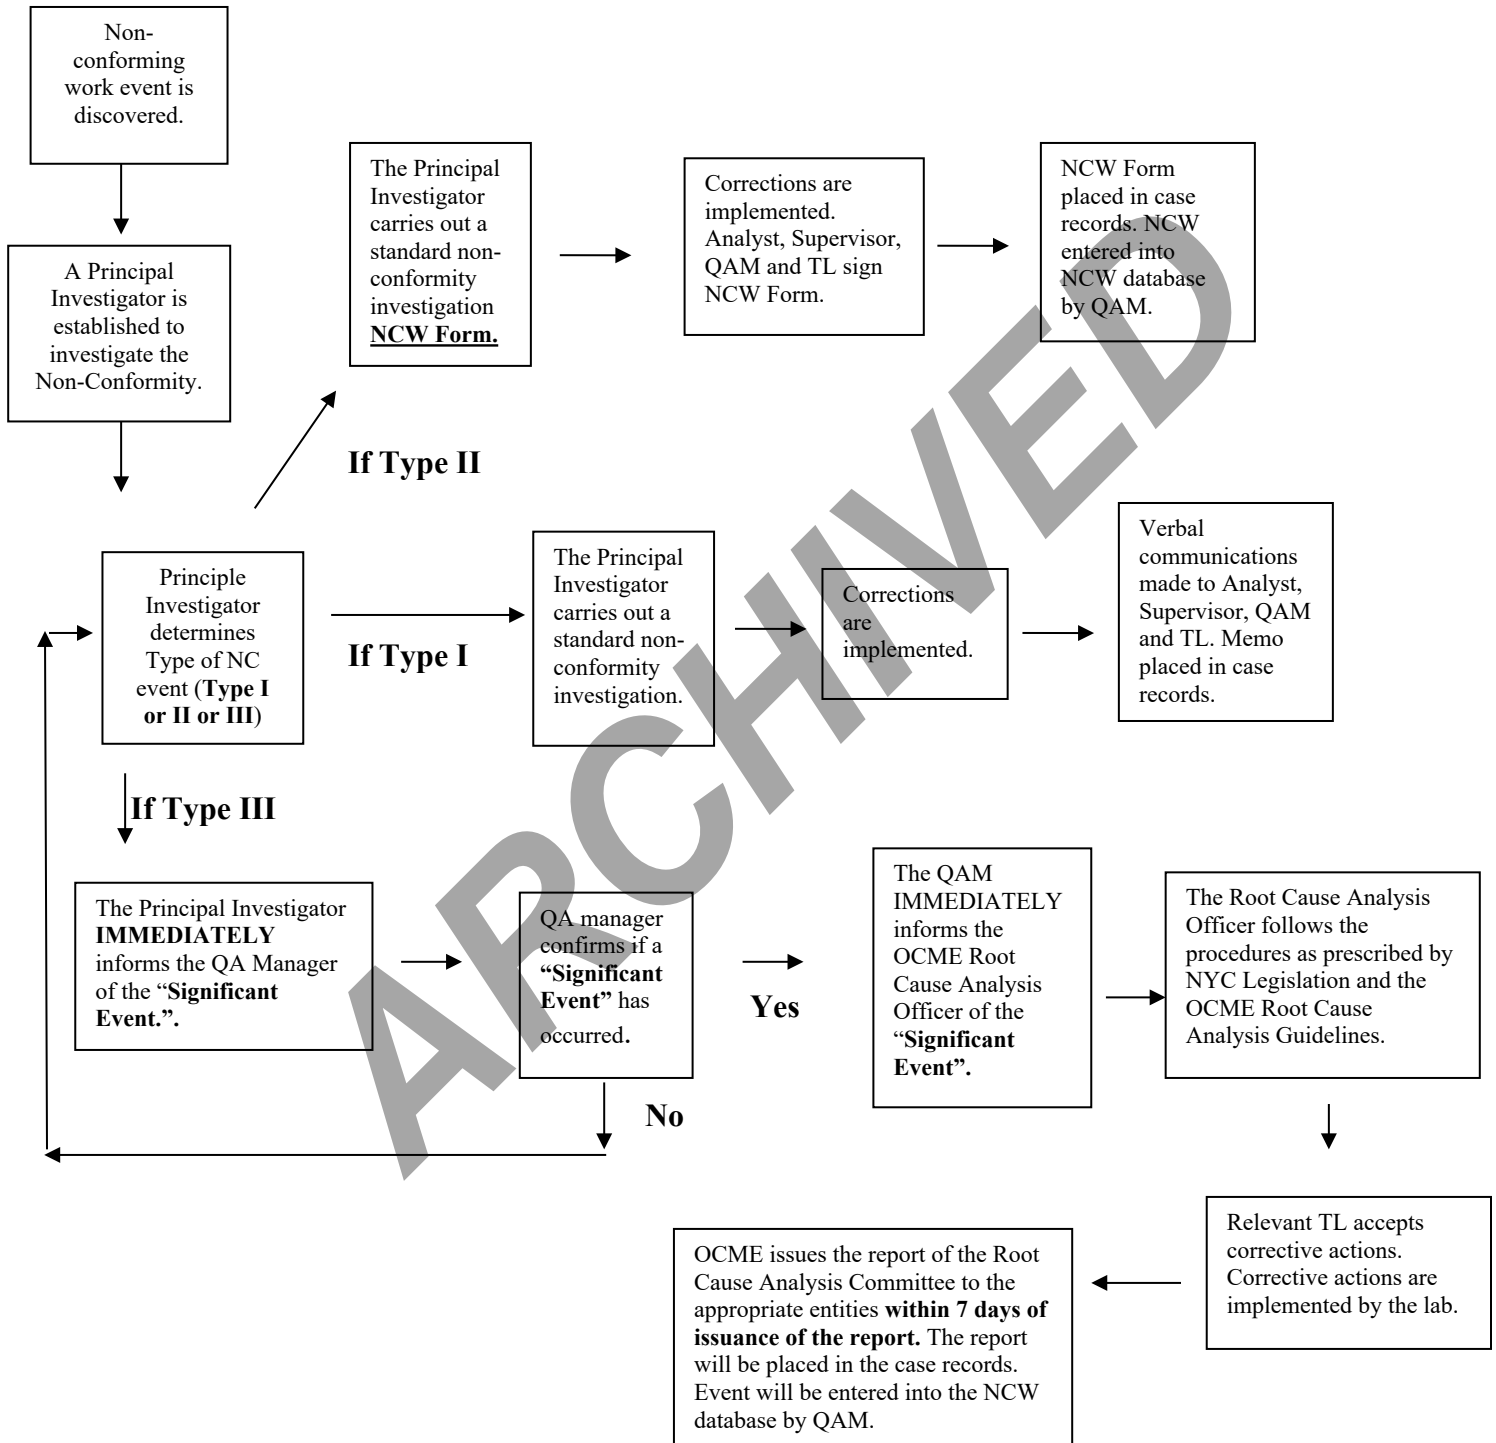 Non-
conforming
work event is
discovered.
A Principal
Investigator is
established to
investigate the
Non-Conformity.
The Principal
Investigator
carries out a
standard non-
conformity
investigation
NCW Form.
Corrections are
implemented.
Analyst, Supervisor,
QAM and TL sign
NCW Form.
NCW Form
placed in case
records. NCW
entered into
NCW database
by QAM.
If Type II
Principle
Investigator
determines
Type of NC
event (Type I
or II or III)
If Type I
The Principal
Investigator
carries out a
standard non-
conformity
investigation.
Corrections
are
implemented.
Verbal
communications
made to Analyst,
Supervisor, QAM
and TL. Memo
placed in case
records.
If Type III
The Principal Investigator
IMMEDIATELY
informs the QA Manager
of the “Significant
Event.”.
QA manager
confirms if a
“Significant
Event” has
occurred.
Yes
No
The QAM
IMMEDIATELY
informs the
OCME Root
Cause Analysis
Officer of the
“Significant
Event”.
The Root Cause Analysis
Officer follows the
procedures as prescribed by
NYC Legislation and the
OCME Root Cause
Analysis Guidelines.
Relevant TL accepts
corrective actions.
Corrective actions are
implemented by the lab.
OCME issues the report of the Root
Cause Analysis Committee to the
appropriate entities within 7 days of
issuance of the report. The report
will be placed in the case records.
Event will be entered into the NCW
database by QAM.
ARCHIVED